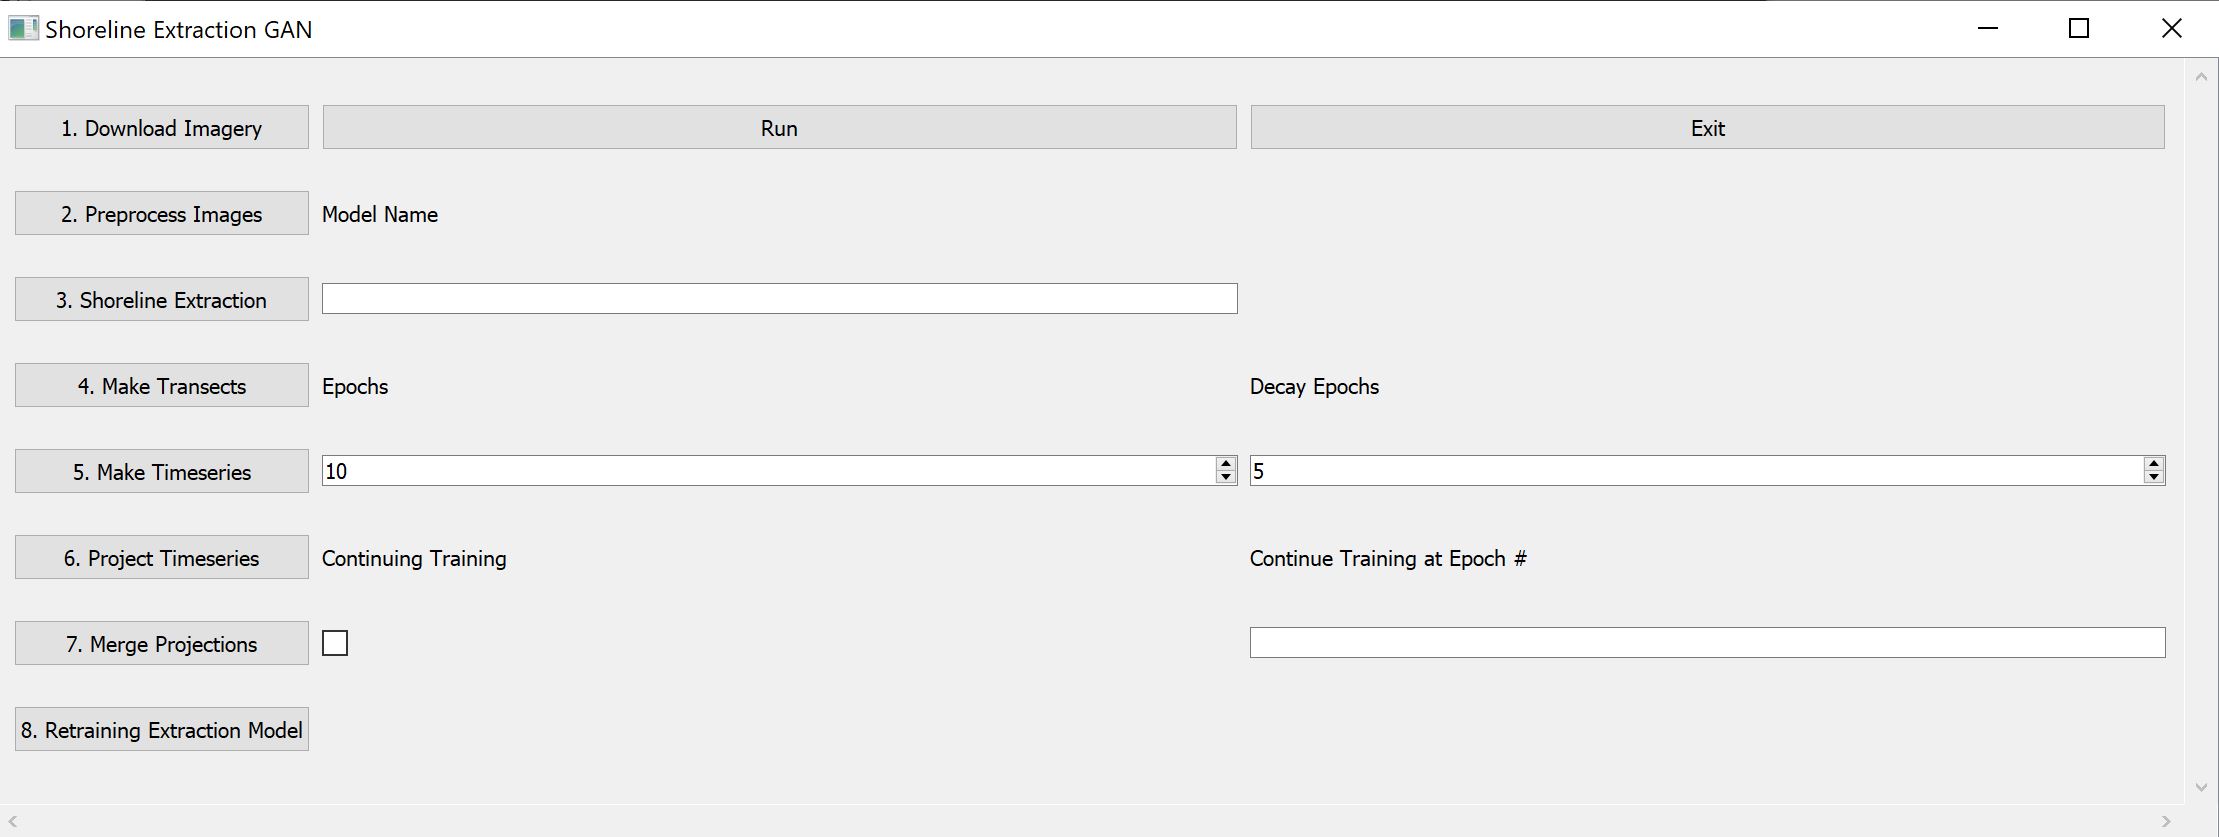 Shoreline Extraction GAN
1. Download Imagery Run Exit
2. Preprocess Images Model Name
3. Shoreline Extraction
4. Make Transects Epochs Decay Epochs
5. Make Timeseries 10 5
6. Project Timeseries Continuing Training Continue Training at Epoch #
7. Merge Projections
8. Retraining Extraction Model